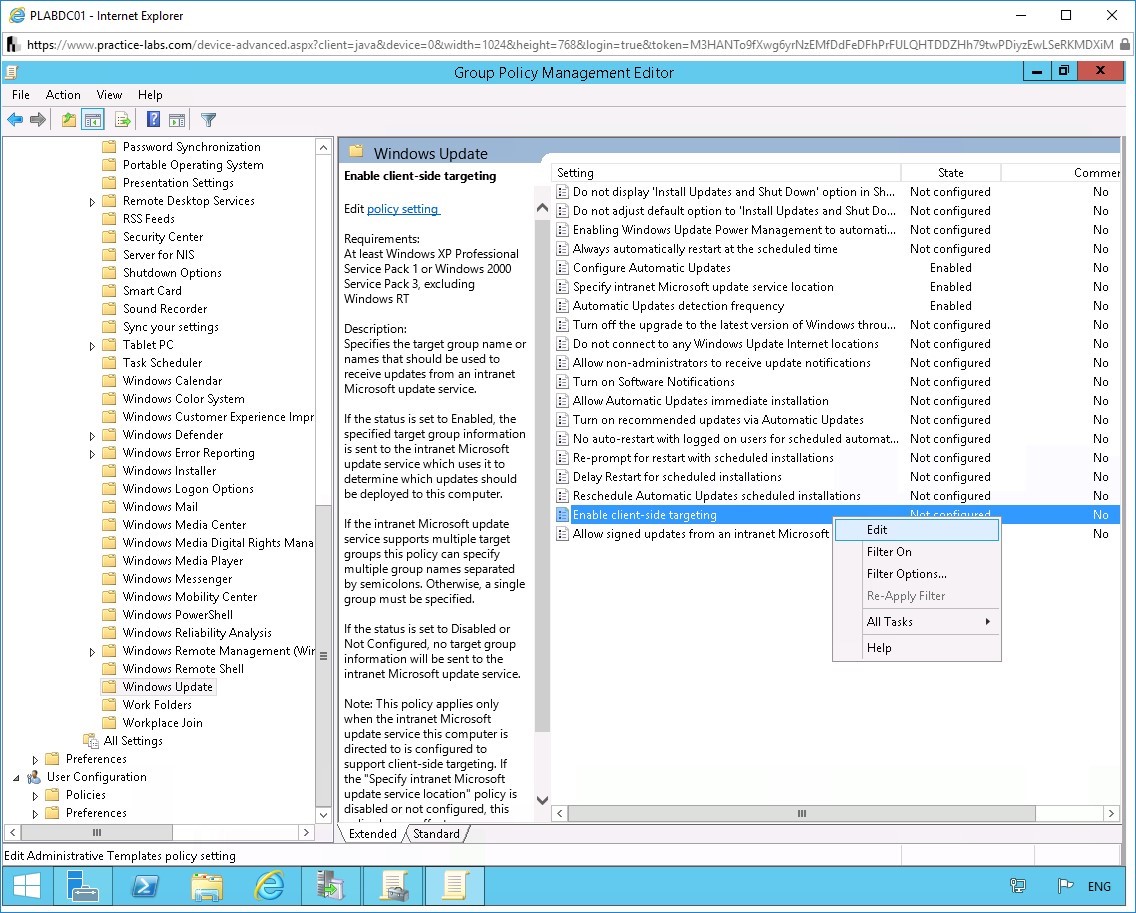 PLABDC01 - Internet Explorer
https://www.practice-labs.com/device-advanced.aspx?client=java&device=0&width=1024&height=768&login=true&token=M3HANTo9fXwg6yrNzEMfDdFeDFhPrFULQHTDDZHh79twPDiyzEwLSeRKMDXiM
Group Policy Management Editor
File Action View Help
Password Synchronization
Portable Operating System
Presentation Settings
Remote Desktop Services
RSS Feeds
Security Center
Server for NIS
Shutdown Options
Smart Card
Sound Recorder
Sync your settings
Tablet PC
Task Scheduler
Windows Calendar
Windows Color System
Windows Customer Experience Impr
Windows Defender
Windows Error Reporting
Windows Installer
Windows Logon Options
Windows Mail
Windows Media Center
Windows Media Digital Rights Mana
Windows Media Player
Windows Messenger
Windows Mobility Center
Windows PowerShell
Windows Reliability Analysis
Windows Remote Management (Wir
Windows Remote Shell
Windows Update
Work Folders
Workplace Join
All Settings
Preferences
User Configuration
Policies
Preferences
Windows Update
Enable client-side targeting
Edit policy setting
Requirements:
At least Windows XP Professional
Service Pack 1 or Windows 2000
Service Pack 3, excluding
Windows RT
Description:
Specifies the target group name or
names that should be used to
receive updates from an intranet
Microsoft update service.
If the status is set to Enabled, the
specified target group information
is sent to the intranet Microsoft
update service which uses it to
determine which updates should
be deployed to this computer.
If the intranet Microsoft update
service supports multiple target
groups this policy can specify
multiple group names separated
by semicolons. Otherwise, a single
group must be specified.
If the status is set to Disabled or
Not Configured, no target group
information will be sent to the
intranet Microsoft update service.
Note: This policy applies only
when the intranet Microsoft
update service this computer is
directed to is configured to
support client-side targeting. If
the "Specify intranet Microsoft
update service location" policy is
disabled or not configured, this
Setting State Commer
Do not display 'Install Updates and Shut Down' option in Sh... Not configured No
Do not adjust default option to 'Install Updates and Shut Do... Not configured No
Enabling Windows Update Power Management to automati... Not configured No
Always automatically restart at the scheduled time Not configured No
Configure Automatic Updates Enabled No
Specify intranet Microsoft update service location Enabled No
Automatic Updates detection frequency Enabled No
Turn off the upgrade to the latest version of Windows throu... Not configured No
Do not connect to any Windows Update Internet locations Not configured No
Allow non-administrators to receive update notifications Not configured No
Turn on Software Notifications Not configured No
Allow Automatic Updates immediate installation Not configured No
Turn on recommended updates via Automatic Updates Not configured No
No auto-restart with logged on users for scheduled automat... Not configured No
Re-prompt for restart with scheduled installations Not configured No
Delay Restart for scheduled installations Not configured No
Reschedule Automatic Updates scheduled installations Not configured No
Enable client-side targeting Not configured No
Allow signed updates from an intranet Microsoft No
Edit
Filter On
Filter Options...
Re-Apply Filter
All Tasks
Help
Extended Standard
Edit Administrative Templates policy setting
ENG